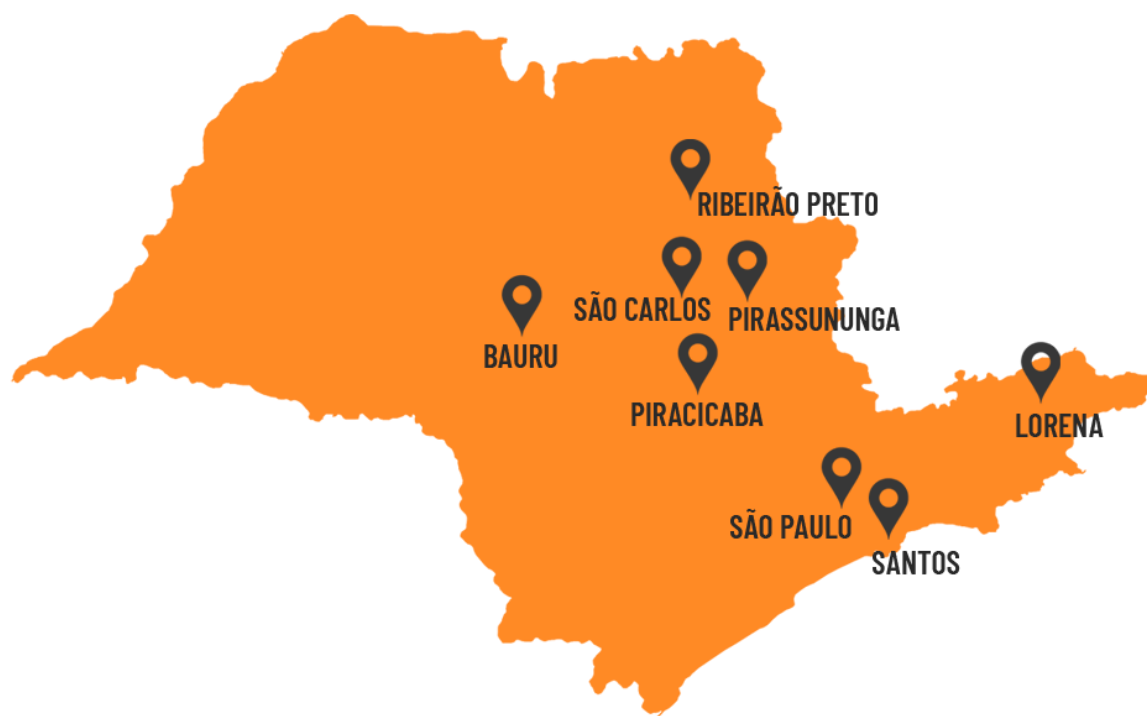 RIBEIRÃO PRETO
SÃO CARLOS
PIRASSUNUNGA
BAURU
PIRACICABA
LORENA
SÃO PAULO
SANTOS